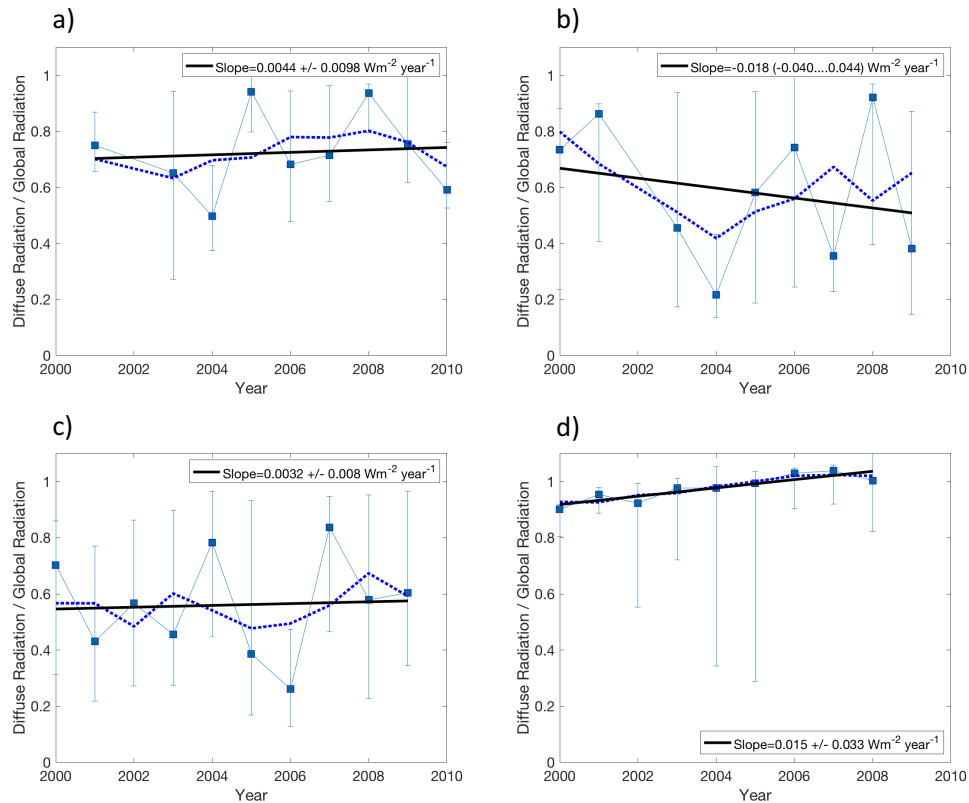 a)
Slope=0.0044 +/- 0.0098 Wm⁻² year⁻¹
1
0.8
0.6
0.4
0.2
0
Diffuse Radiation / Global Radiation
2000 2002 2004 2006 2008 2010
Year
b)
Slope=-0.018 (-0.040....0.044) Wm⁻² year⁻¹
1
0.8
0.6
0.4
0.2
0
Diffuse Radiation / Global Radiation
2000 2002 2004 2006 2008 2010
Year
c)
Slope=0.0032 +/- 0.008 Wm⁻² year⁻¹
1
0.8
0.6
0.4
0.2
0
Diffuse Radiation / Global Radiation
2000 2002 2004 2006 2008 2010
Year
d)
1
0.8
0.6
0.4
0.2
0
Diffuse Radiation / Global Radiation
Slope=0.015 +/- 0.033 Wm⁻² year⁻¹
2000 2002 2004 2006 2008 2010
Year